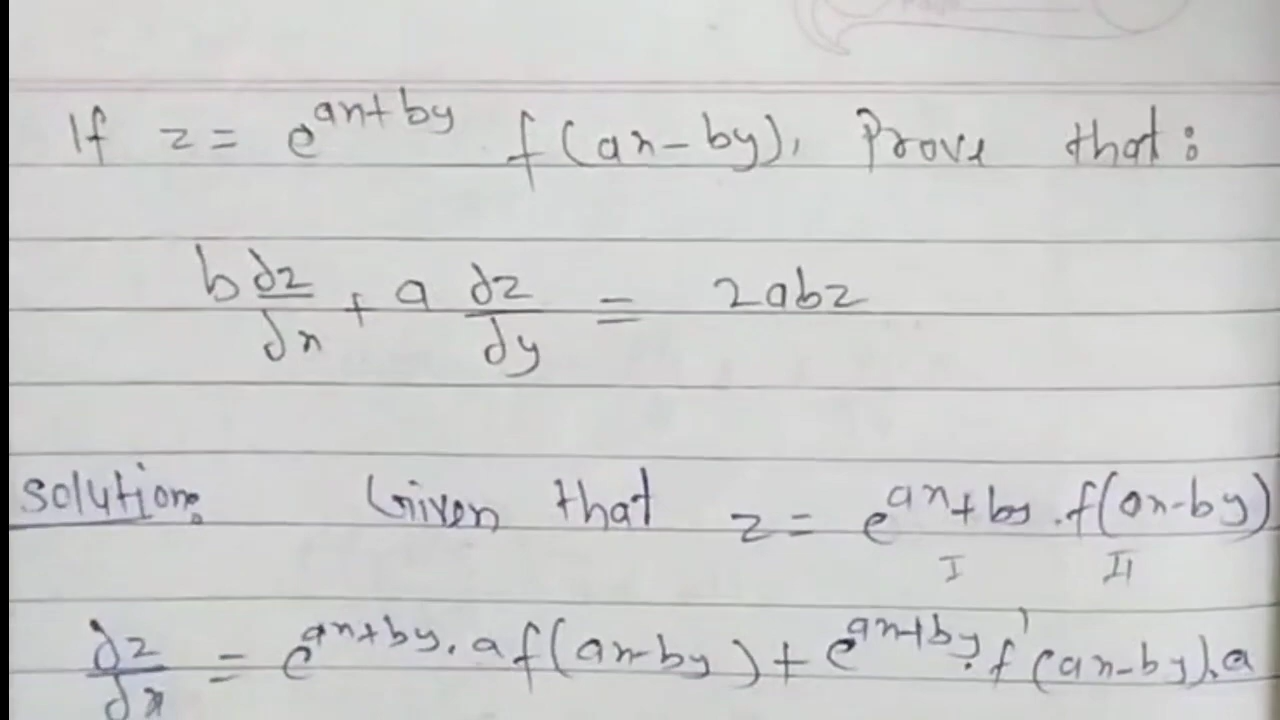 If z = e^{ax+by} f(ax-by), Prove that:
b ∂z/∂x + a ∂z/∂y = 2abz
Solution: Given that z = e^{ax+by} . f(ax-by)
I II
∂z/∂x = e^{ax+by} . a f(ax-by) + e^{ax+by} . f'(ax-by) . a